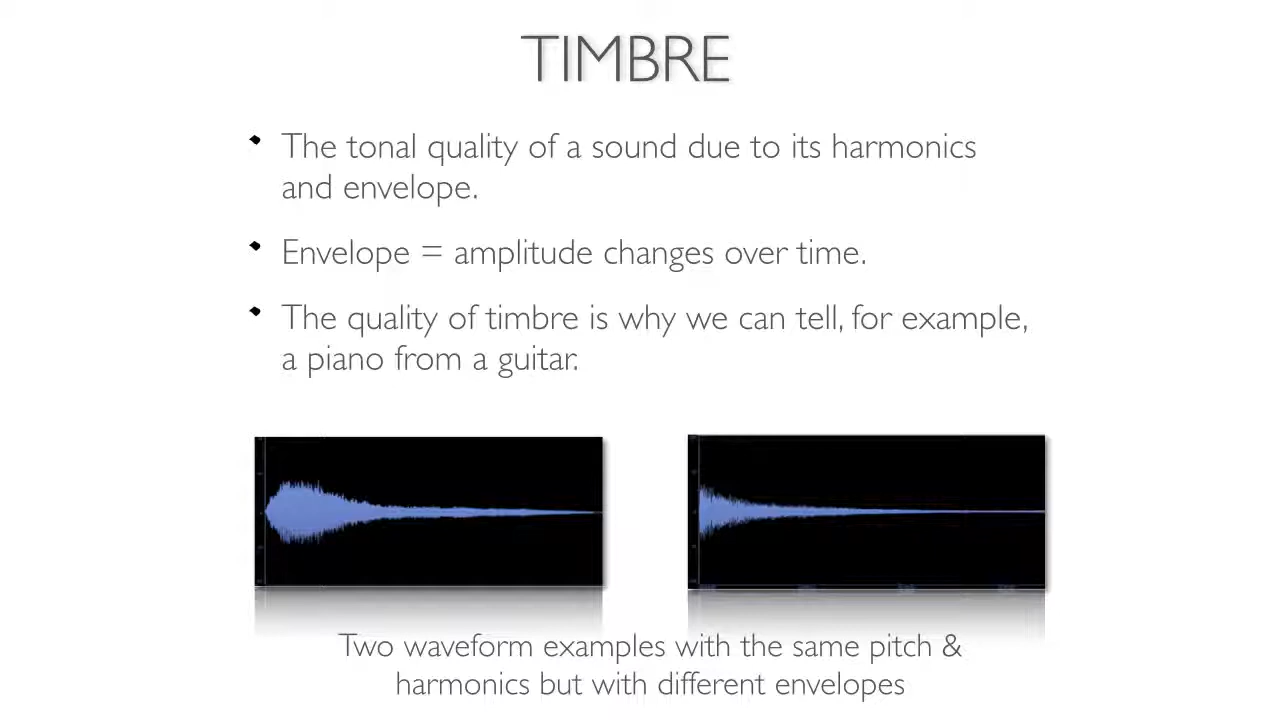 TIMBRE
The tonal quality of a sound due to its harmonics
and envelope.
Envelope = amplitude changes over time.
The quality of timbre is why we can tell, for example,
a piano from a guitar.
Two waveform examples with the same pitch &
harmonics but with different envelopes